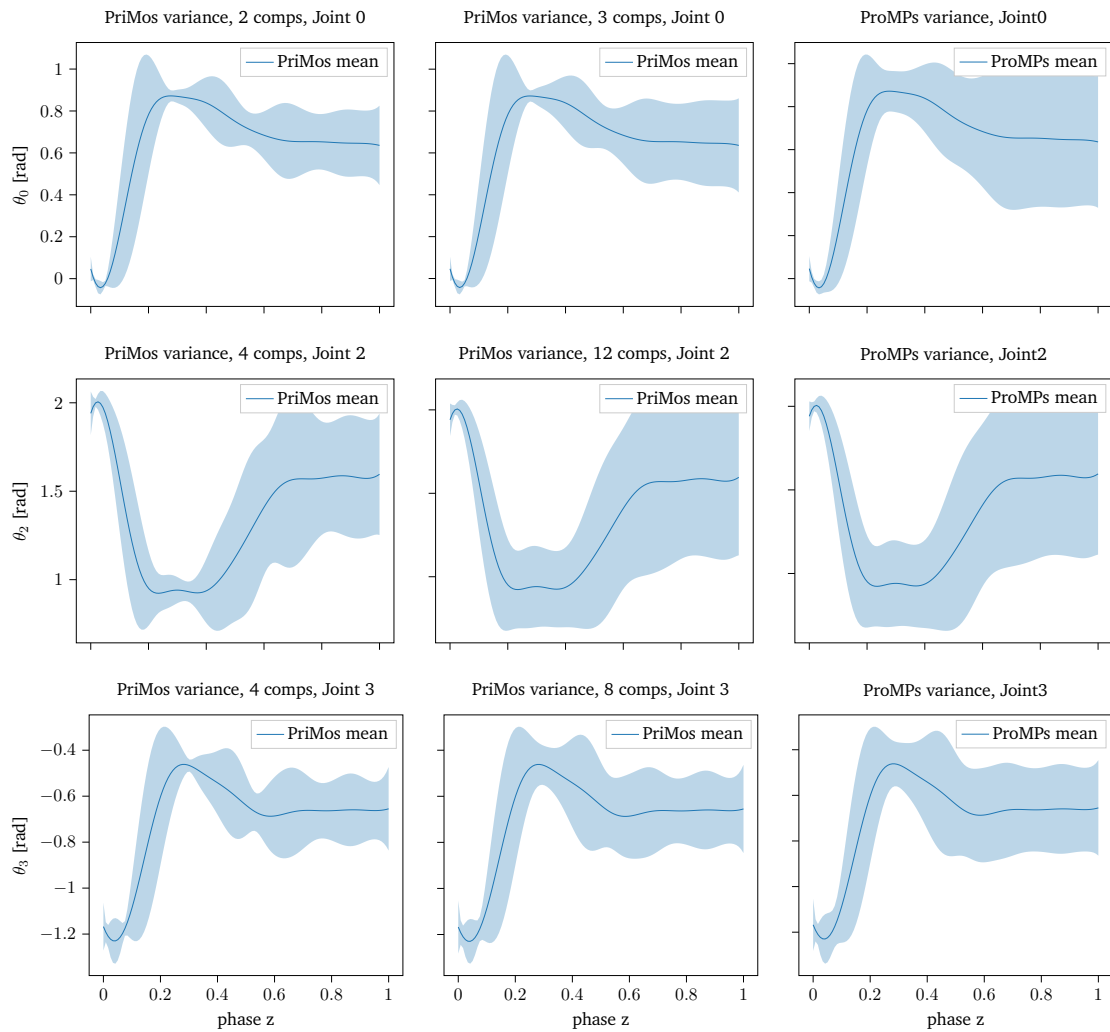 PriMos variance, 2 comps, Joint 0
PriMos variance, 3 comps, Joint 0
ProMPs variance, Joint0
PriMos mean
PriMos mean
ProMPs mean
θ0 [rad]
1
0.8
0.6
0.4
0.2
0
PriMos variance, 4 comps, Joint 2
PriMos variance, 12 comps, Joint 2
ProMPs variance, Joint2
PriMos mean
PriMos mean
ProMPs mean
θ2 [rad]
2
1.5
1
PriMos variance, 4 comps, Joint 3
PriMos variance, 8 comps, Joint 3
ProMPs variance, Joint3
PriMos mean
PriMos mean
ProMPs mean
θ3 [rad]
−0.4
−0.6
−0.8
−1
−1.2
0 0.2 0.4 0.6 0.8 1
0 0.2 0.4 0.6 0.8 1
0 0.2 0.4 0.6 0.8 1
phase z
phase z
phase z